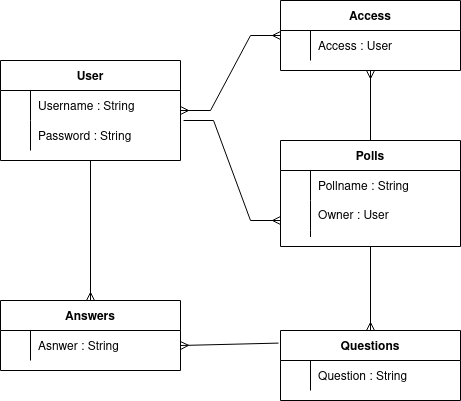 Access
Access : User
User
Username : String
Password : String
Polls
Pollname : String
Owner : User
Answers
Asnwer : String
Questions
Question : String